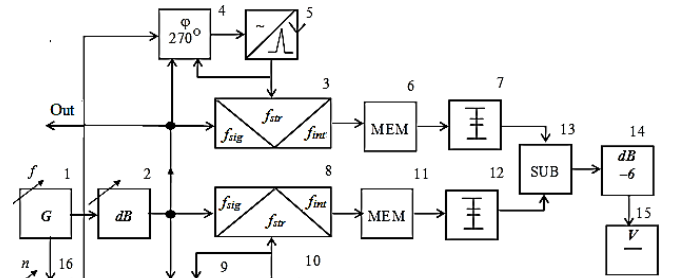 φ
270°
4
~
5
3
6
7
Out
f_str
f_sig
f_int
MEM
13
14
SUB
dB
–6
f
1
2
8
11
12
G
dB
f_sig
f_int
f_str
MEM
15
V
n
16
9
10